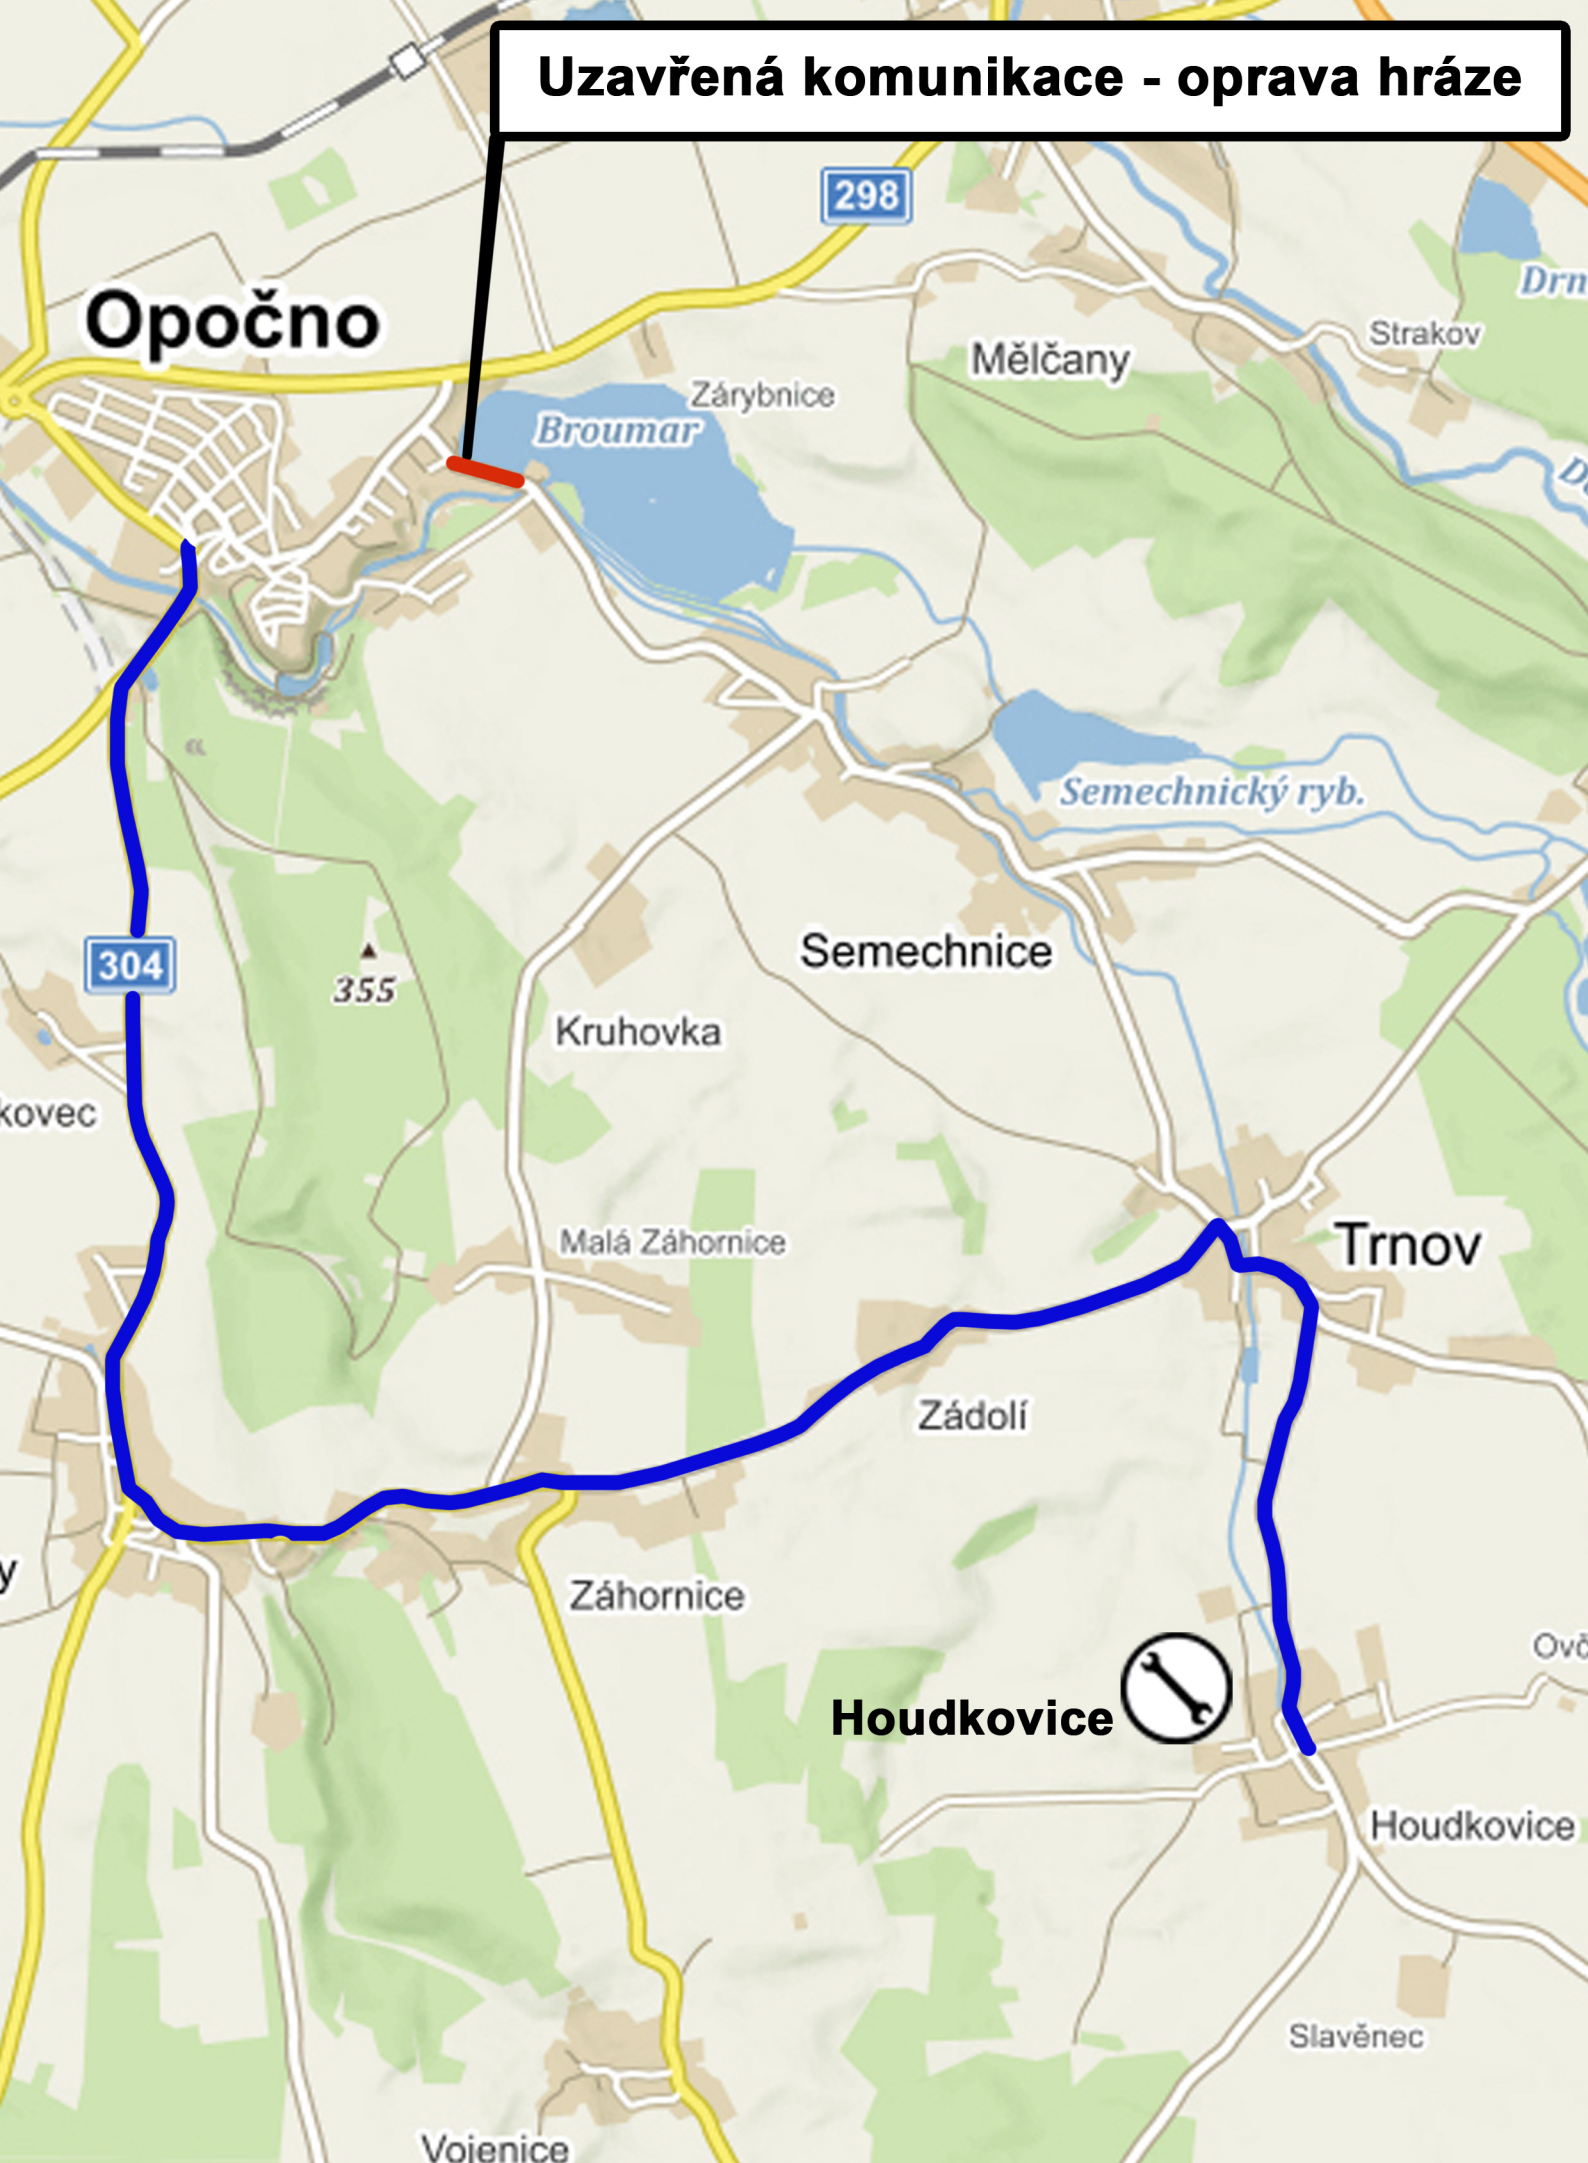 Uzavřená komunikace - oprava hráze
298
Drn
Opočno
Strakov
Mělčany
Zárybnice
Broumar
Semechnický ryb.
Semechnice
304
355
Kruhovka
kovec
Malá Záhornice
Trnov
Zádolí
y
Záhornice
Ovč
Houdkovice
Houdkovice
Slavěnec
Vojenice